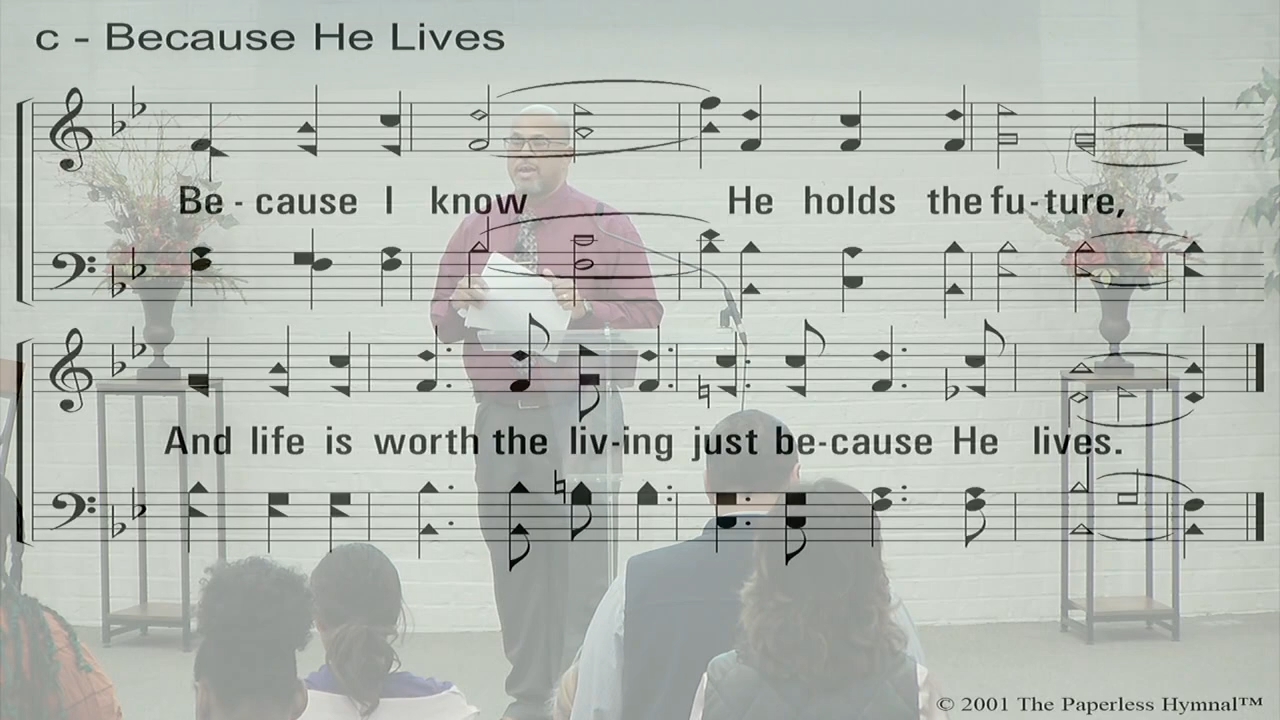 c - Because He Lives
Be - cause I know He holds the fu - ture,
And life is worth the liv - ing just be - cause He lives.
© 2001 The Paperless Hymnal™